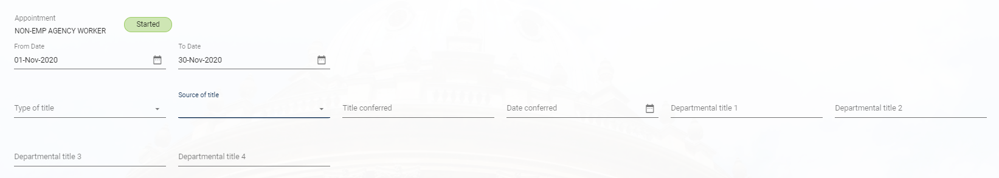 Appointment
NON-EMP AGENCY WORKER
Started
From Date
To Date
01-Nov-2020
30-Nov-2020
Source of title
Type of title
Title conferred
Date conferred
Departmental title 1
Departmental title 2
Departmental title 3
Departmental title 4